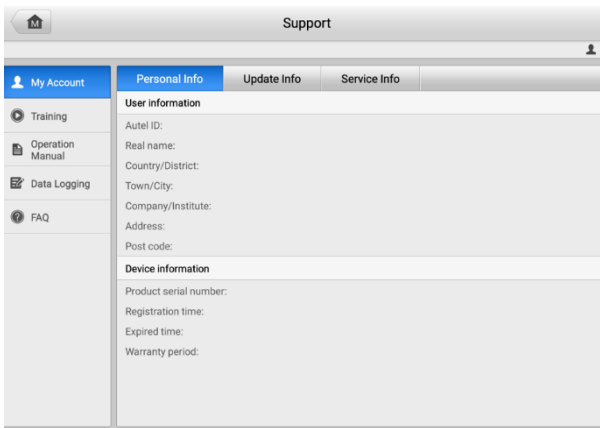 M
Support
My Account
Training
Operation
Manual
Data Logging
FAQ
Personal Info
Update Info
Service Info
User information
Autel ID:
Real name:
Country/District:
Town/City:
Company/Institute:
Address:
Post code:
Device information
Product serial number:
Registration time:
Expired time:
Warranty period: